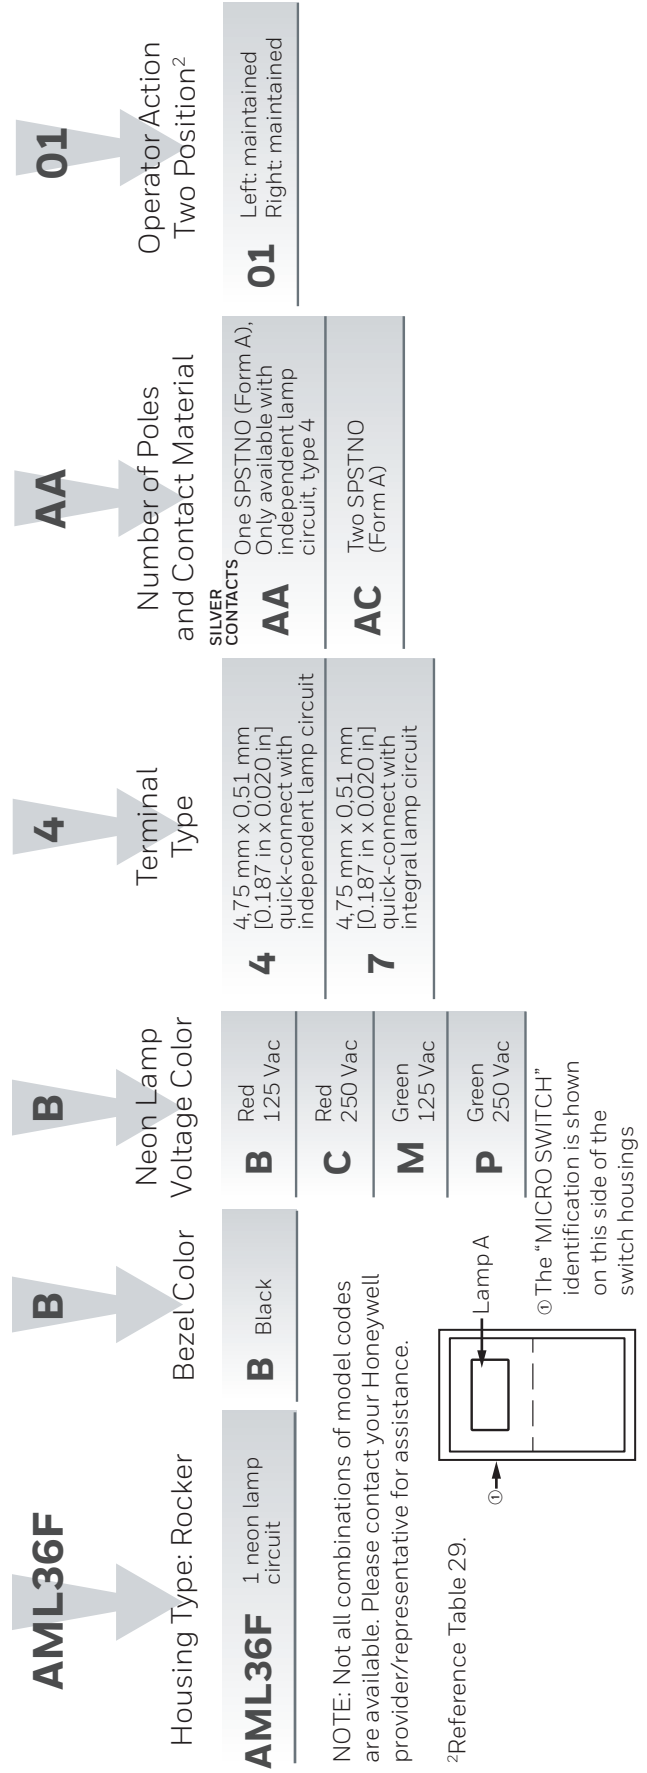 AML36F
B
B
4
AA
01
Housing Type: Rocker
AML36F
1 neon lamp
circuit
Bezel Color
B
Black
Neon Lamp
Voltage Color
B
Red
125 Vac
C
Red
250 Vac
M
Green
125 Vac
P
Green
250 Vac
Terminal
Type
4
4,75 mm x 0,51 mm
[0.187 in x 0.020 in]
quick-connect with
independent lamp circuit
7
4,75 mm x 0,51 mm
[0.187 in x 0.020 in]
quick-connect with
integral lamp circuit
Number of Poles
and Contact Material
SILVER
CONTACTS
AA
One SPSTNO (Form A),
Only available with
independent lamp
circuit, type 4
AC
Two SPSTNO
(Form A)
Operator Action
Two Position²
01
Left: maintained
Right: maintained
NOTE: Not all combinations of model codes
are available. Please contact your Honeywell
provider/representative for assistance.
²Reference Table 29.
①
Lamp A
① The “MICRO SWITCH”
identification is shown
on this side of the
switch housings